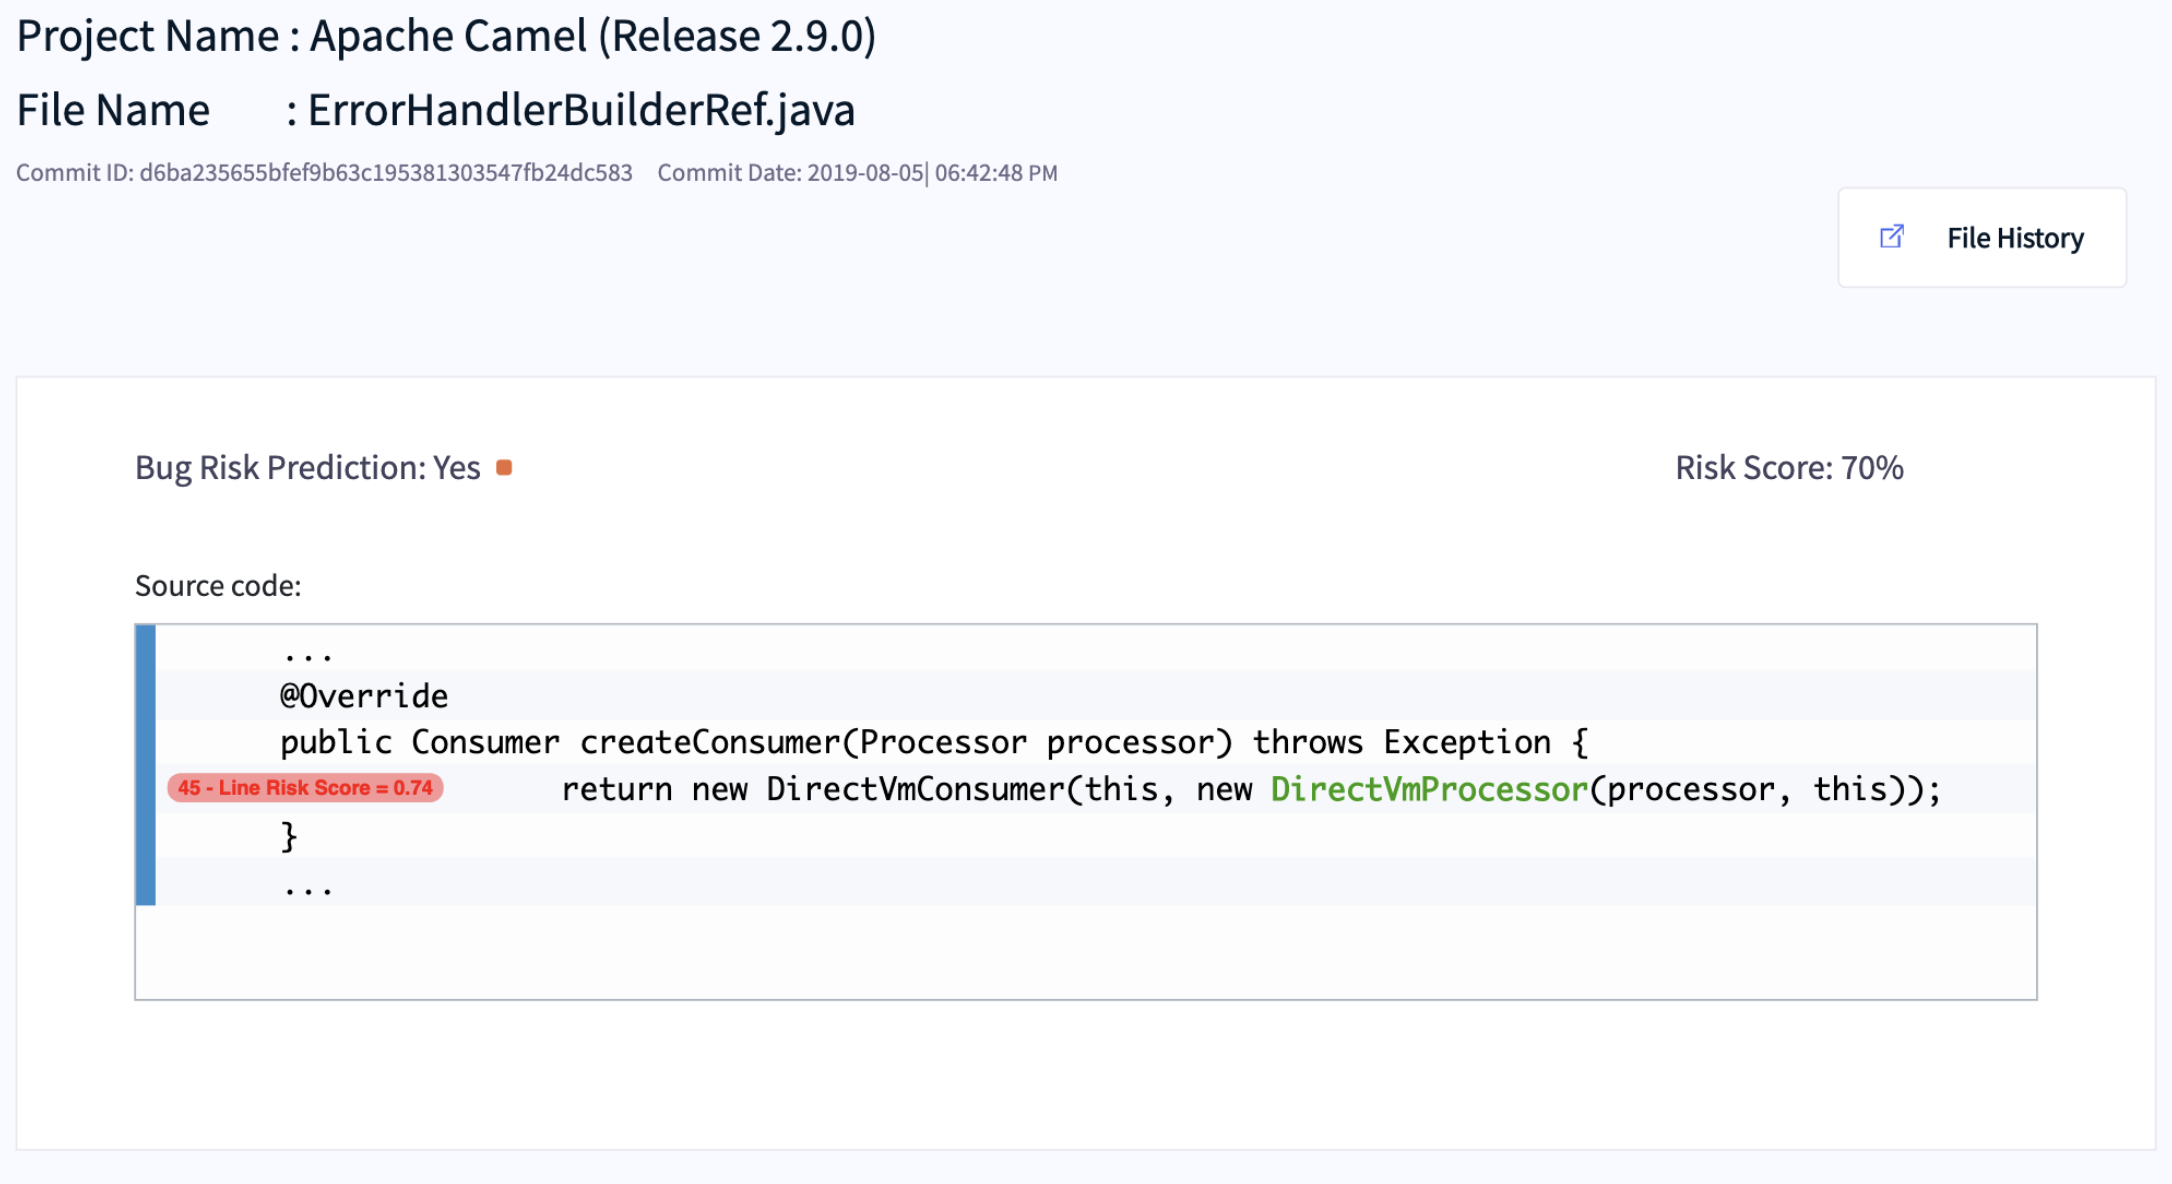 Project Name : Apache Camel (Release 2.9.0)
File Name : ErrorHandlerBuilderRef.java
Commit ID: d6ba235655bfef9b63c195381303547fb24dc583 Commit Date: 2019-08-05| 06:42:48 PM
File History
Bug Risk Prediction: Yes
Risk Score: 70%
Source code:
...
@Override
public Consumer createConsumer(Processor processor) throws Exception {
45 - Line Risk Score = 0.74 return new DirectVmConsumer(this, new DirectVmProcessor(processor, this));
}
...